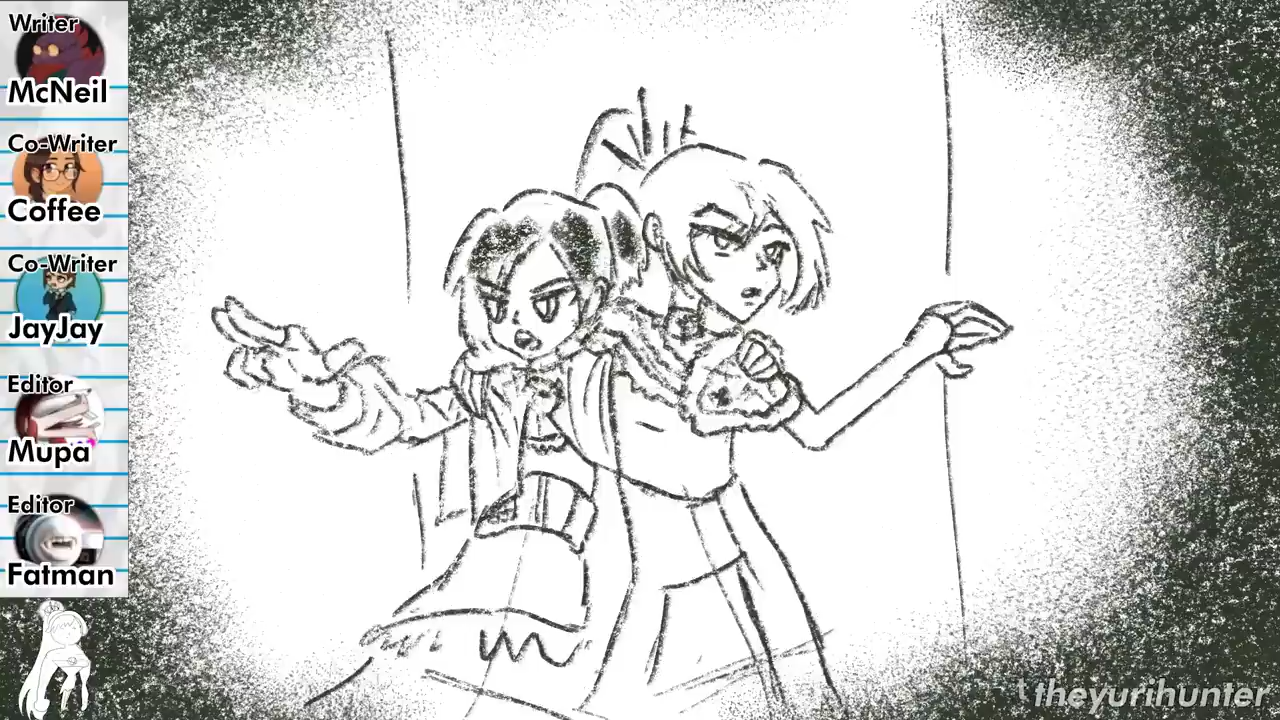 Writer
McNeil
Co-Writer
Coffee
Co-Writer
JayJay
Editor
Mupa
Editor
Fatman
theyurihunter